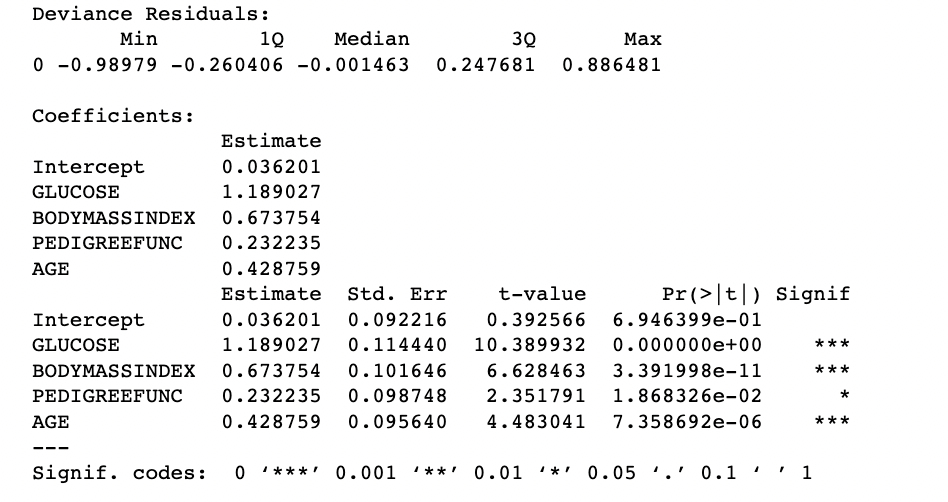 Deviance Residuals:
Min 1Q Median 3Q Max
0 -0.98979 -0.260406 -0.001463 0.247681 0.886481
Coefficients:
Estimate
Intercept 0.036201
GLUCOSE 1.189027
BODYMASSINDEX 0.673754
PEDIGREEFUNC 0.232235
AGE 0.428759
Estimate Std. Err t-value Pr(>|t|) Signif
Intercept 0.036201 0.092216 0.392566 6.946399e-01
GLUCOSE 1.189027 0.114440 10.389932 0.000000e+00 ***
BODYMASSINDEX 0.673754 0.101646 6.628463 3.391998e-11 ***
PEDIGREEFUNC 0.232235 0.098748 2.351791 1.868326e-02 *
AGE 0.428759 0.095640 4.483041 7.358692e-06 ***
---
Signif. codes: 0 ‘***’ 0.001 ‘**’ 0.01 ‘*’ 0.05 ‘.’ 0.1 ‘ ’ 1